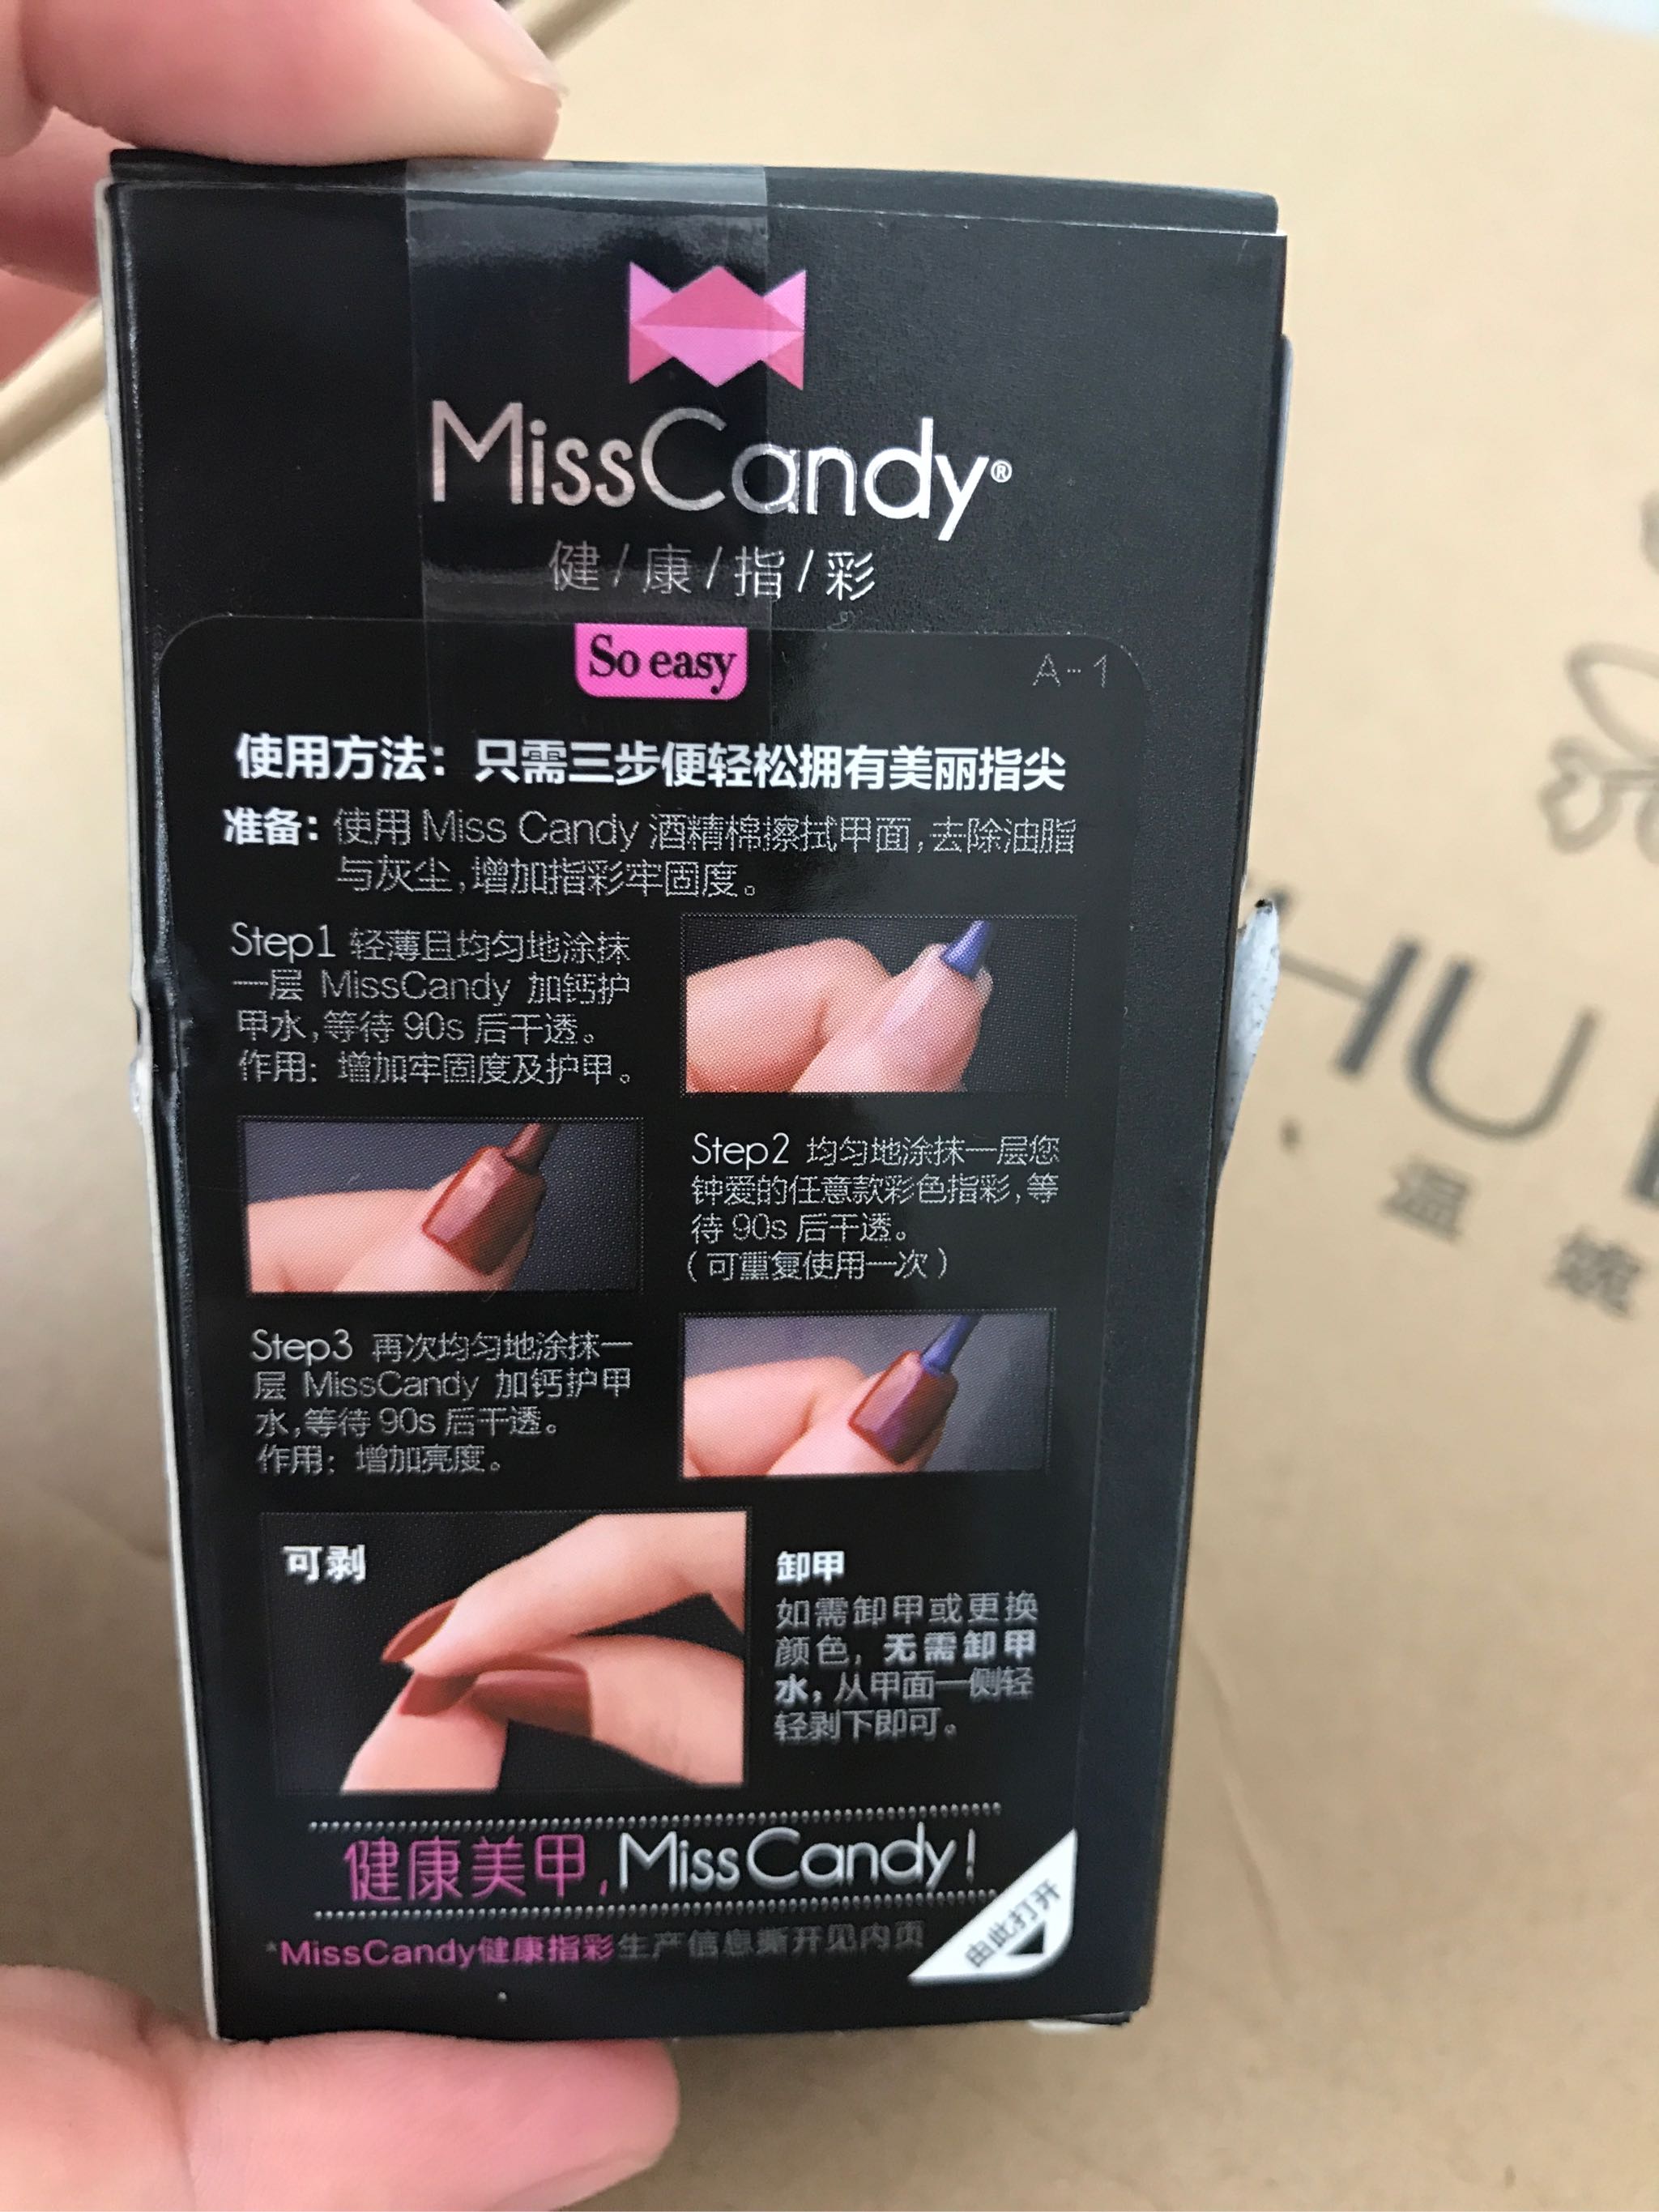 MissCandy®
健/康/指/彩
So easy
A-1
使用方法：只需三步便轻松拥有美丽指尖
准备：使用 Miss Candy 酒精棉擦拭甲面,去除油脂
与灰尘,增加指彩牢固度。
Step1 轻薄且均匀地涂抹
一层 MissCandy 加钙护
甲水,等待 90s 后干透。
作用：增加牢固度及护甲。
Step2 均匀地涂抹一层您
钟爱的任意款彩色指彩,等
待 90s 后干透。
(可重复使用一次)
Step3 再次均匀地涂抹一
层 MissCandy 加钙护甲
水,等待 90s 后干透。
作用：增加亮度。
可剥
卸甲
如需卸甲或更换
颜色，无需卸甲
水，从甲面一侧轻
轻剥下即可。
健康美甲,MissCandy!
*MissCandy健康指彩生产信息撕开见内页
由此打开
HU
温 婉